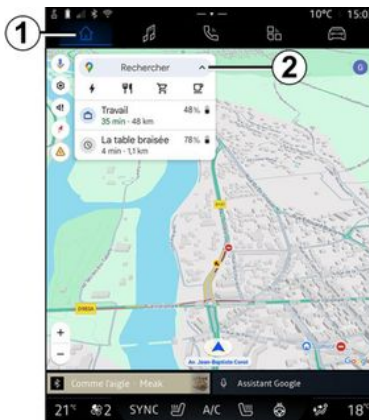 10°C 15:0
1
Rechercher
2
G
Travail
48%
35 min - 48 km
La table braisée
78%
4 min - 1,1 km
D985A
+
−
Av. Jean-Baptiste Corot
Comme l'aigle - Meak
Assistant Google
21° 2 SYNC A/C 18°